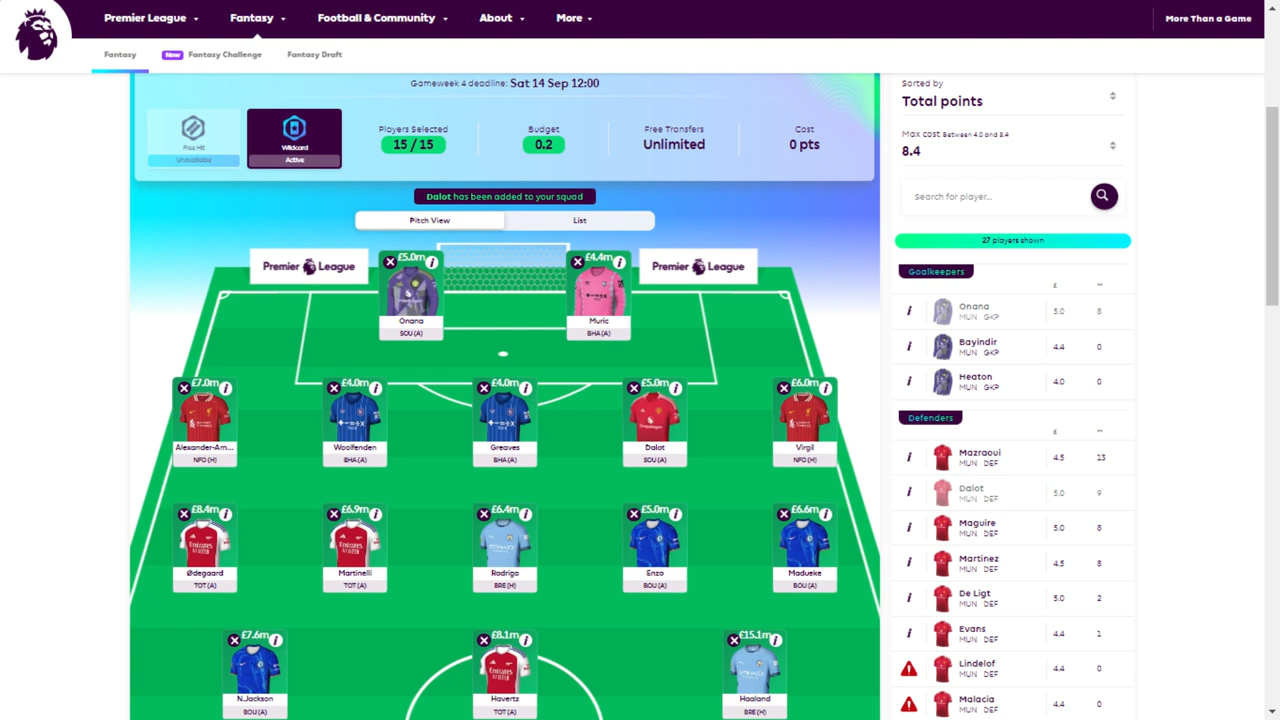 Premier League Fantasy Football & Community About More More Than a Game
Fantasy New Fantasy Challenge Fantasy Draft
Gameweek 4 deadline: Sat 14 Sep 12:00
Free Hit
Unavailable
Wildcard
Active
Players Selected
15 / 15
Budget
0.2
Free Transfers
Unlimited
Cost
0 pts
Dalot has been added to your squad
Pitch View List
Premier League
Premier League
£5.0m
Onana
SOU (A)
£4.4m
Muric
BHA (A)
£7.0m
Alexander-Arn...
NFO (H)
£4.0m
Woolfenden
BHA (A)
£4.0m
Greaves
BHA (A)
£5.0m
Dalot
SOU (A)
£6.0m
Virgil
NFO (H)
£8.4m
Ødegaard
TOT (A)
£6.9m
Martinelli
TOT (A)
£6.4m
Rodrigo
BRE (H)
£5.0m
Enzo
BOU (A)
£6.6m
Madueke
BOU (A)
£7.6m
N.Jackson
BOU (A)
£8.1m
Havertz
TOT (A)
£15.1m
Haaland
BRE (H)
Sorted by
Total points
Max cost Between 4.0 and 8.4
8.4
Search for player...
27 players shown
Goalkeepers
£ **
Onana
MUN GKP 5.0 8
Bayindir
MUN GKP 4.4 0
Heaton
MUN GKP 4.0 0
Defenders
£ **
Mazraoui
MUN DEF 4.5 13
Dalot
MUN DEF 5.0 9
Maguire
MUN DEF 5.0 8
Martinez
MUN DEF 4.5 8
De Ligt
MUN DEF 5.0 2
Evans
MUN DEF 4.4 1
Lindelof
MUN DEF 4.4 0
Malacia
MUN DEF 4.4 0